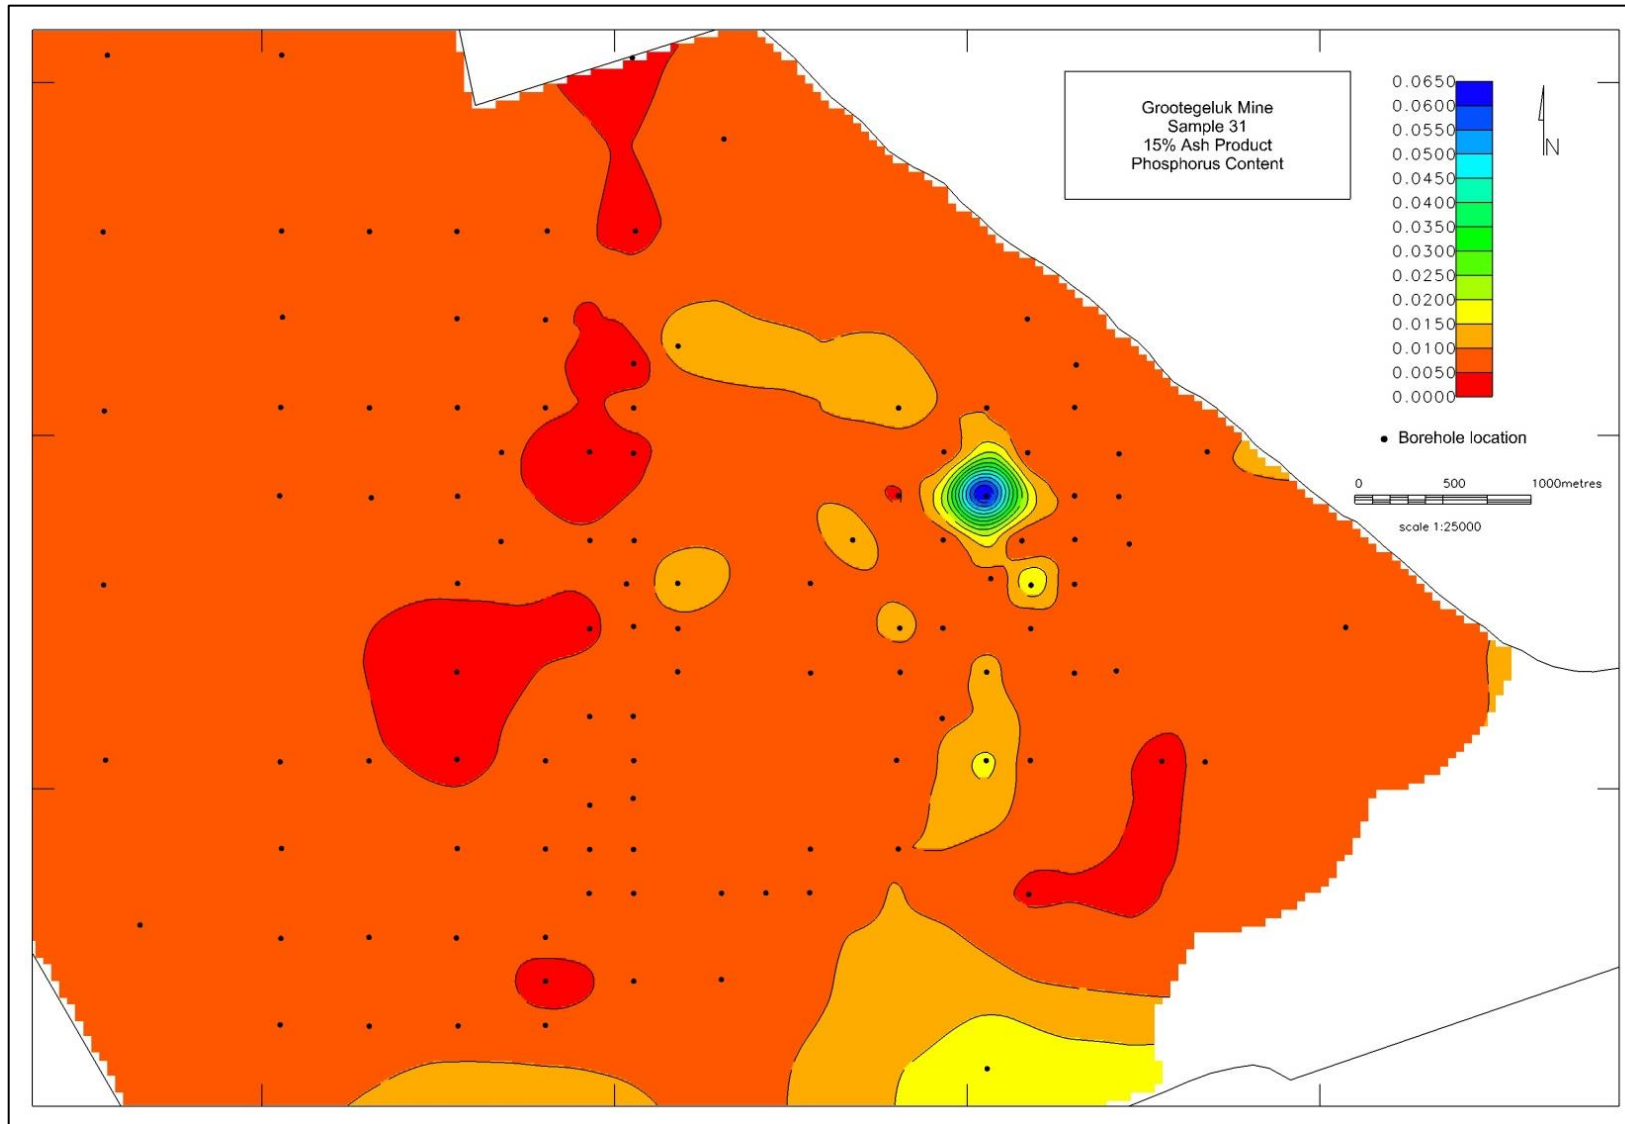 Grootegeluk Mine
Sample 31
15% Ash Product
Phosphorus Content
0.0650
0.0600
0.0550
0.0500
0.0450
0.0400
0.0350
0.0300
0.0250
0.0200
0.0150
0.0100
0.0050
0.0000
N
Borehole location
0 500 1000metres
scale 1:25000